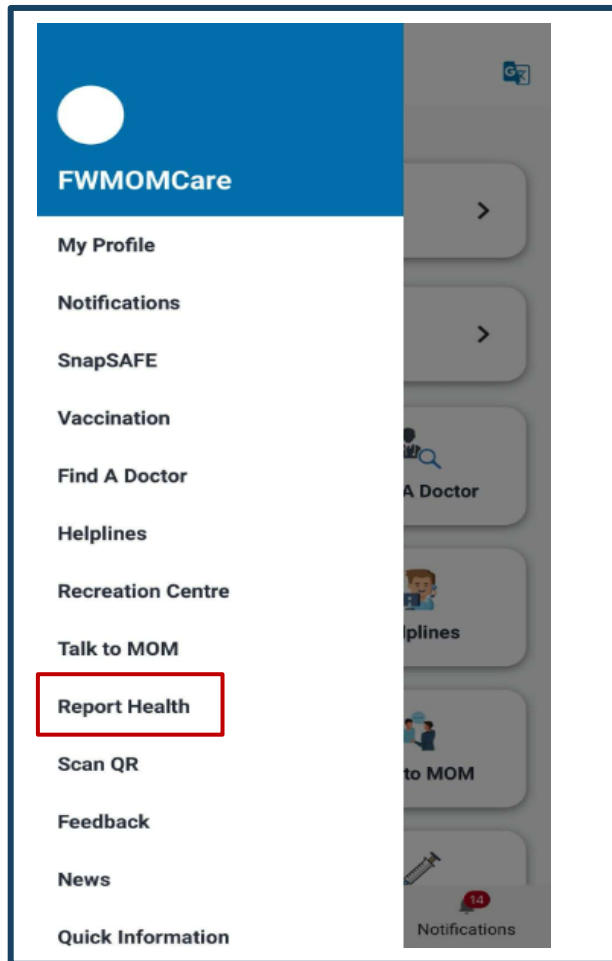 FWMOMCare
My Profile
Notifications
SnapSAFE
Vaccination
Find A Doctor
A Doctor
Helplines
plines
Recreation Centre
Talk to MOM
Report Health
Scan QR
to MOM
Feedback
News
14
Quick Information
Notifications